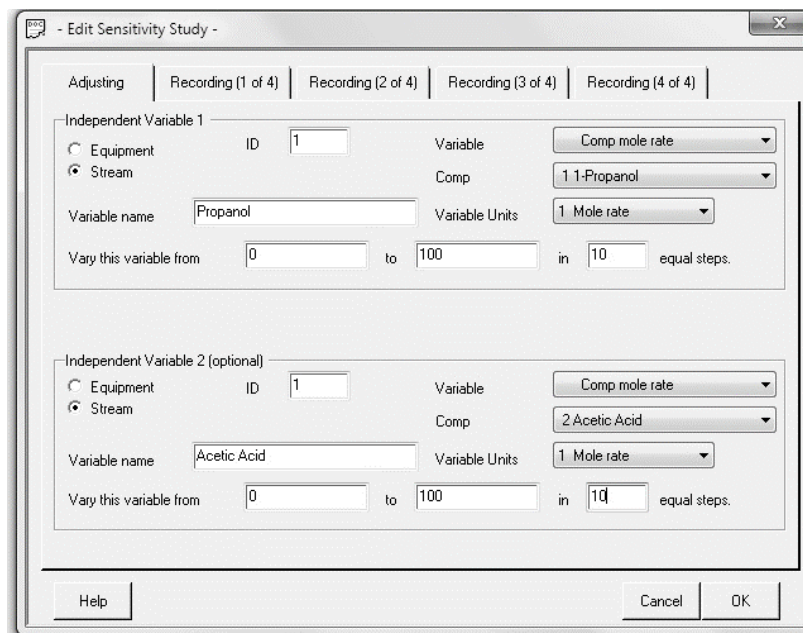 DOC
- Edit Sensitivity Study -
X
Adjusting Recording (1 of 4) Recording (2 of 4) Recording (3 of 4) Recording (4 of 4)
Independent Variable 1
Equipment ID 1 Variable Comp mole rate
Stream Comp 1 1-Propanol
Variable name Propanol Variable Units 1 Mole rate
Vary this variable from 0 to 100 in 10 equal steps.
Independent Variable 2 (optional)
Equipment ID 1 Variable Comp mole rate
Stream Comp 2 Acetic Acid
Variable name Acetic Acid Variable Units 1 Mole rate
Vary this variable from 0 to 100 in 10 equal steps.
Help Cancel OK